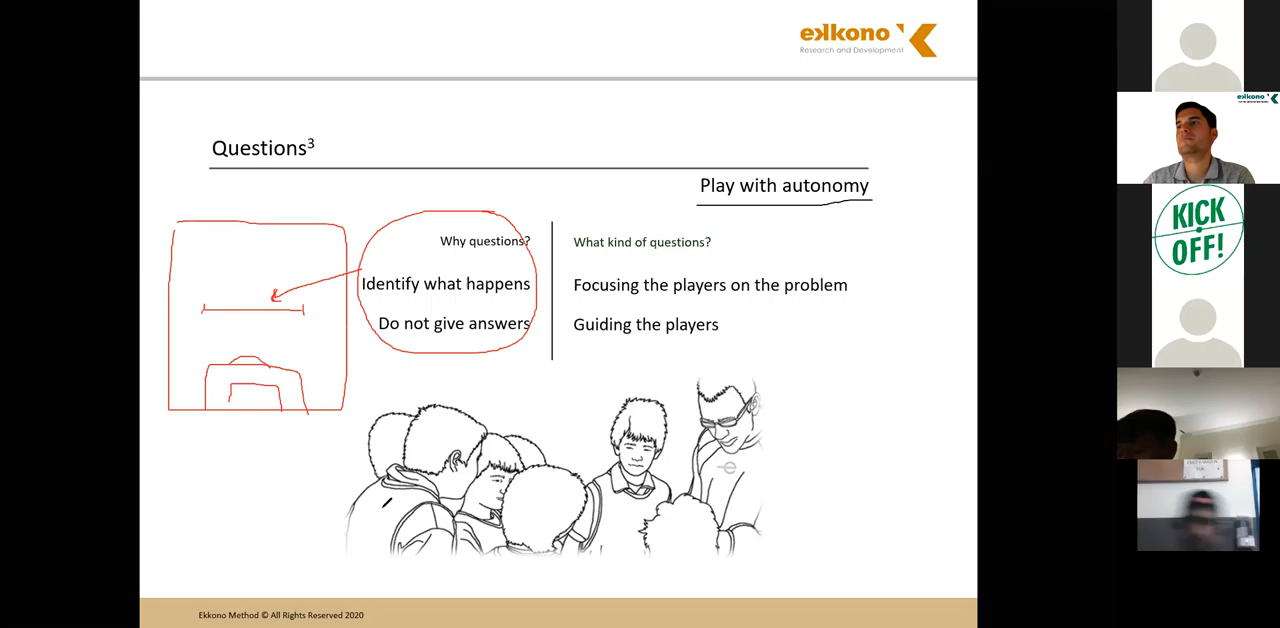 ekkono
Research and Development
Questions³
Play with autonomy
Why questions?
Identify what happens
Do not give answers
What kind of questions?
Focusing the players on the problem
Guiding the players
Ekkono Method © All Rights Reserved 2020
ekkono
KICK
OFF!